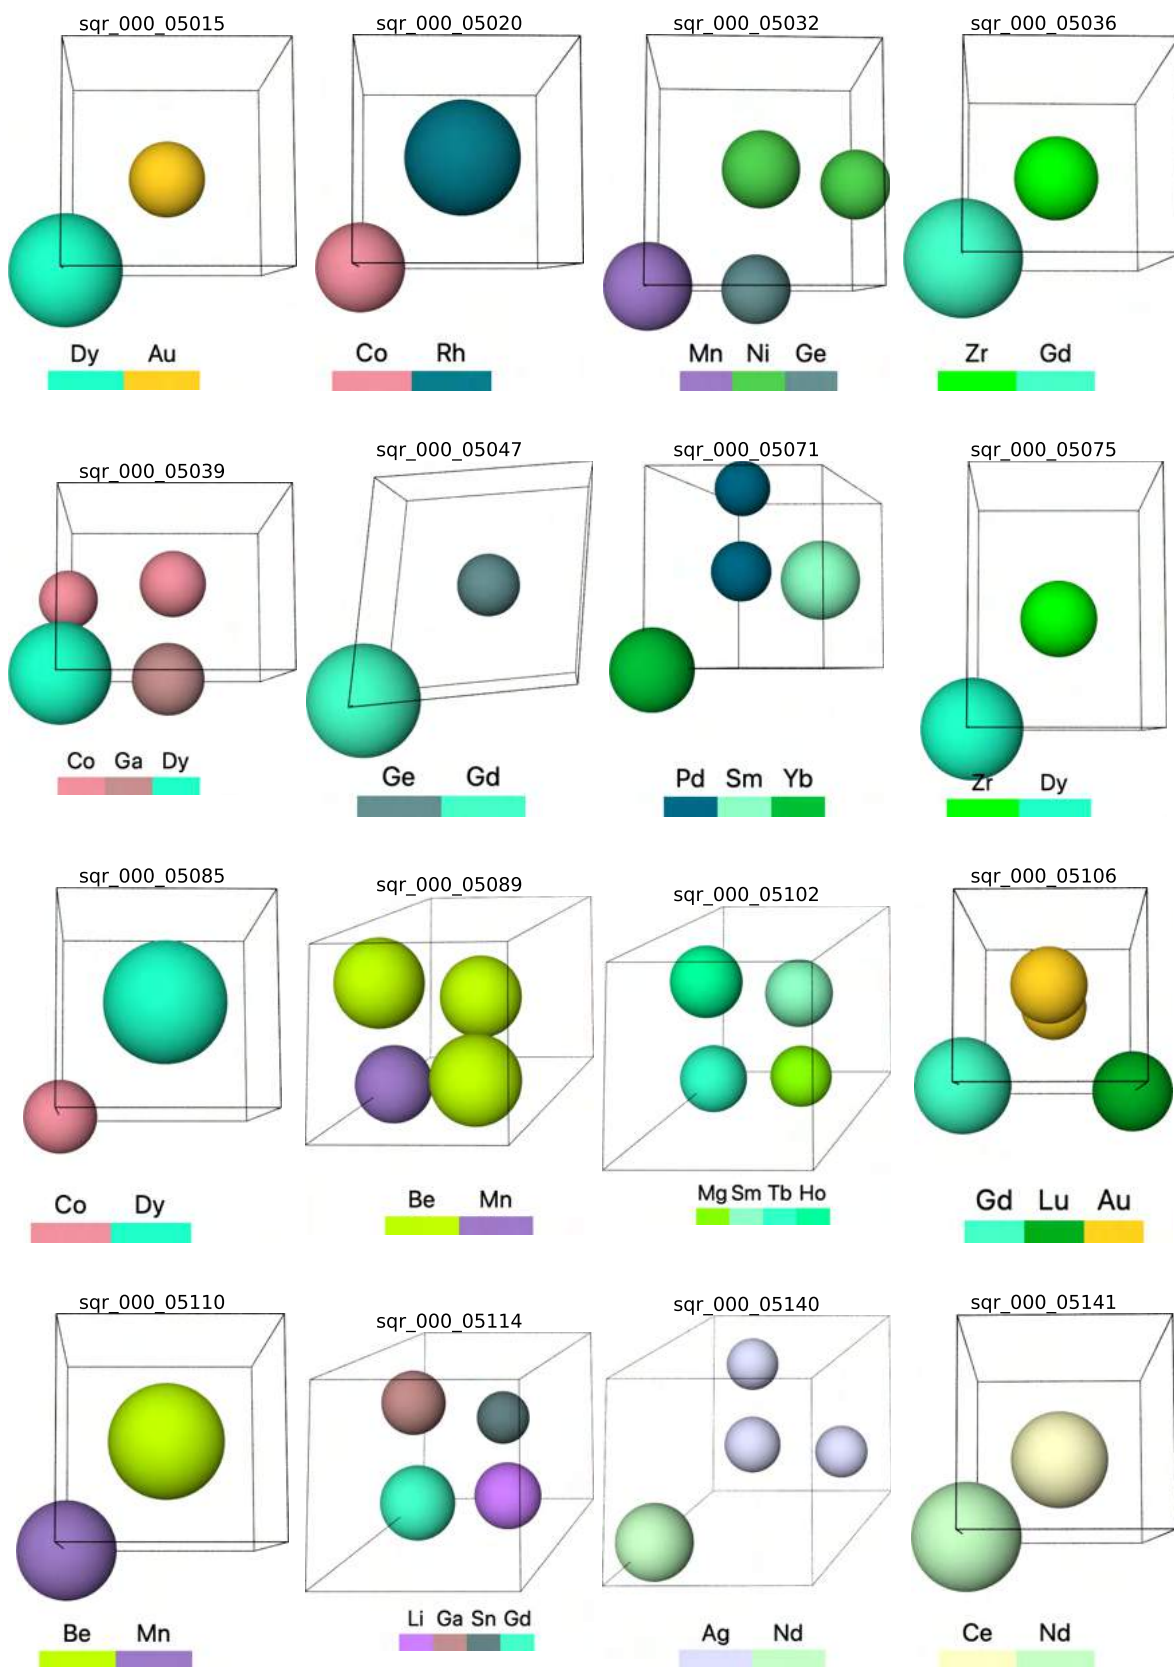 sqr_000_05015
sqr_000_05020
sqr_000_05032
sqr_000_05036
Dy Au
Co Rh
Mn Ni Ge
Zr Gd
sqr_000_05039
sqr_000_05047
sqr_000_05071
sqr_000_05075
Co Ga Dy
Ge Gd
Pd Sm Yb
Zr Dy
sqr_000_05085
sqr_000_05089
sqr_000_05102
sqr_000_05106
Co Dy
Be Mn
Mg Sm Tb Ho
Gd Lu Au
sqr_000_05110
sqr_000_05114
sqr_000_05140
sqr_000_05141
Be Mn
Li Ga Sn Gd
Ag Nd
Ce Nd